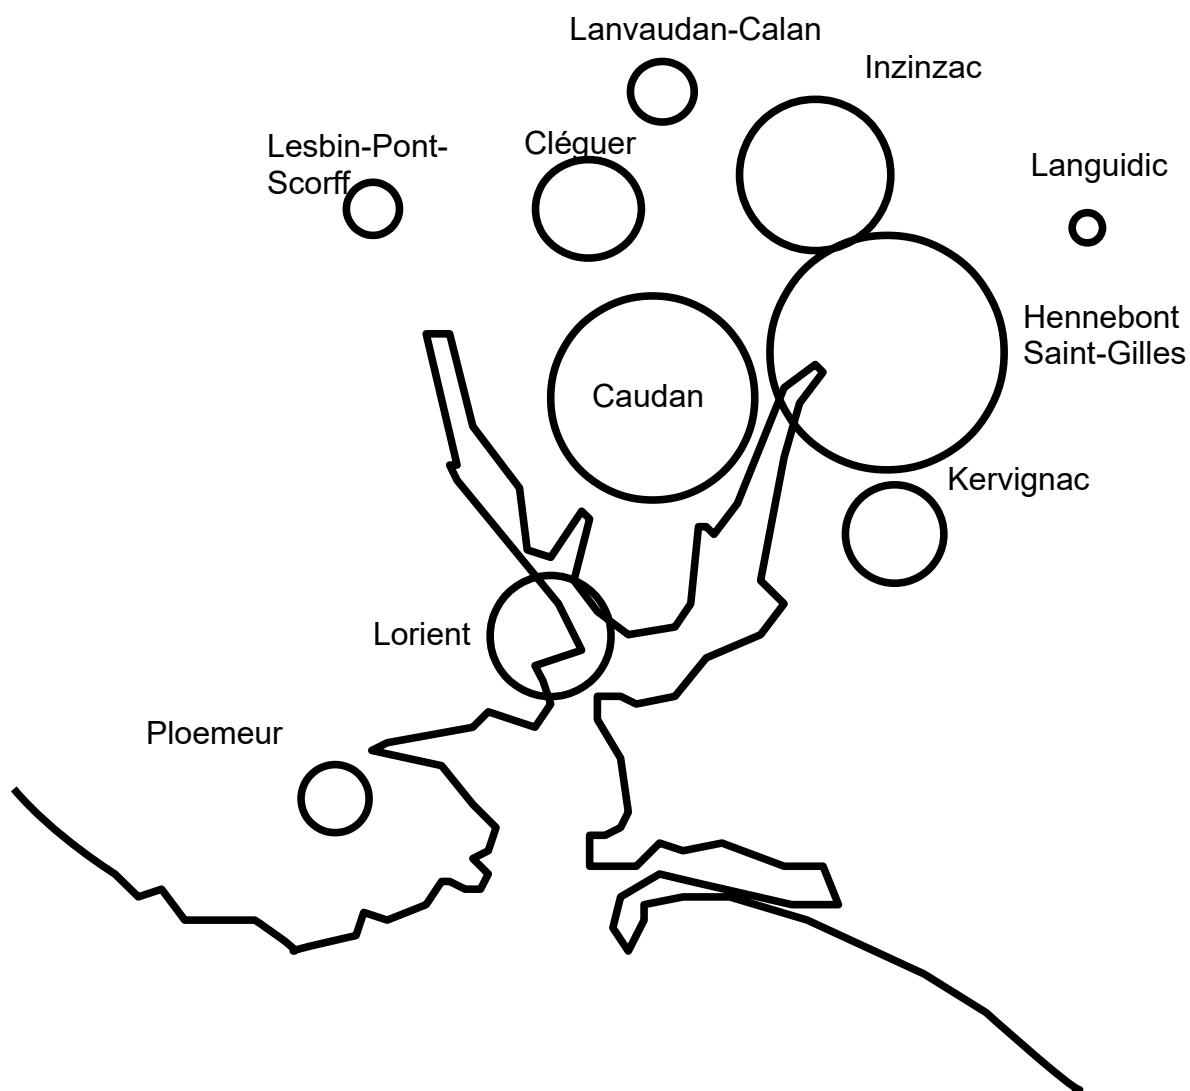 Lanvaudan-Calan
Inzinzac
Lesbin-Pont-
Scorff
Cléguer
Languidic
Hennebont
Saint-Gilles
Caudan
Kervignac
Lorient
Ploemeur